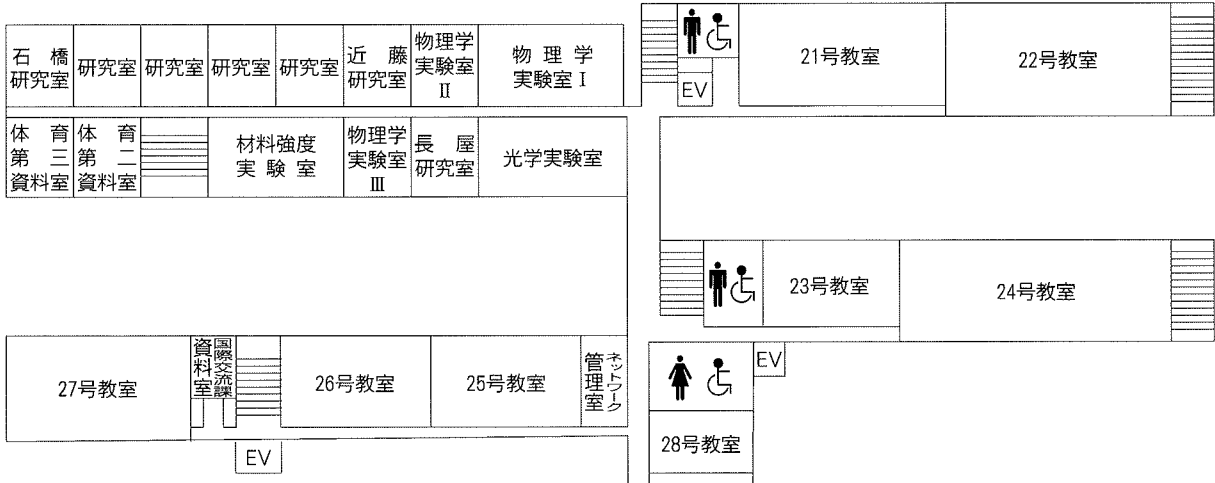 石橋
研究室
研究室
研究室
研究室
研究室
近藤
研究室
物理学
実験室
Ⅱ
物理学
実験室Ⅰ
EV
21号教室
22号教室
体育
第三
資料室
体育
第二
資料室
材料強度
実験室
物理学
実験室
Ⅲ
長屋
研究室
光学実験室
23号教室
24号教室
27号教室
国際交流課
資料室
26号教室
25号教室
ネットワーク
管理室
EV
28号教室
EV